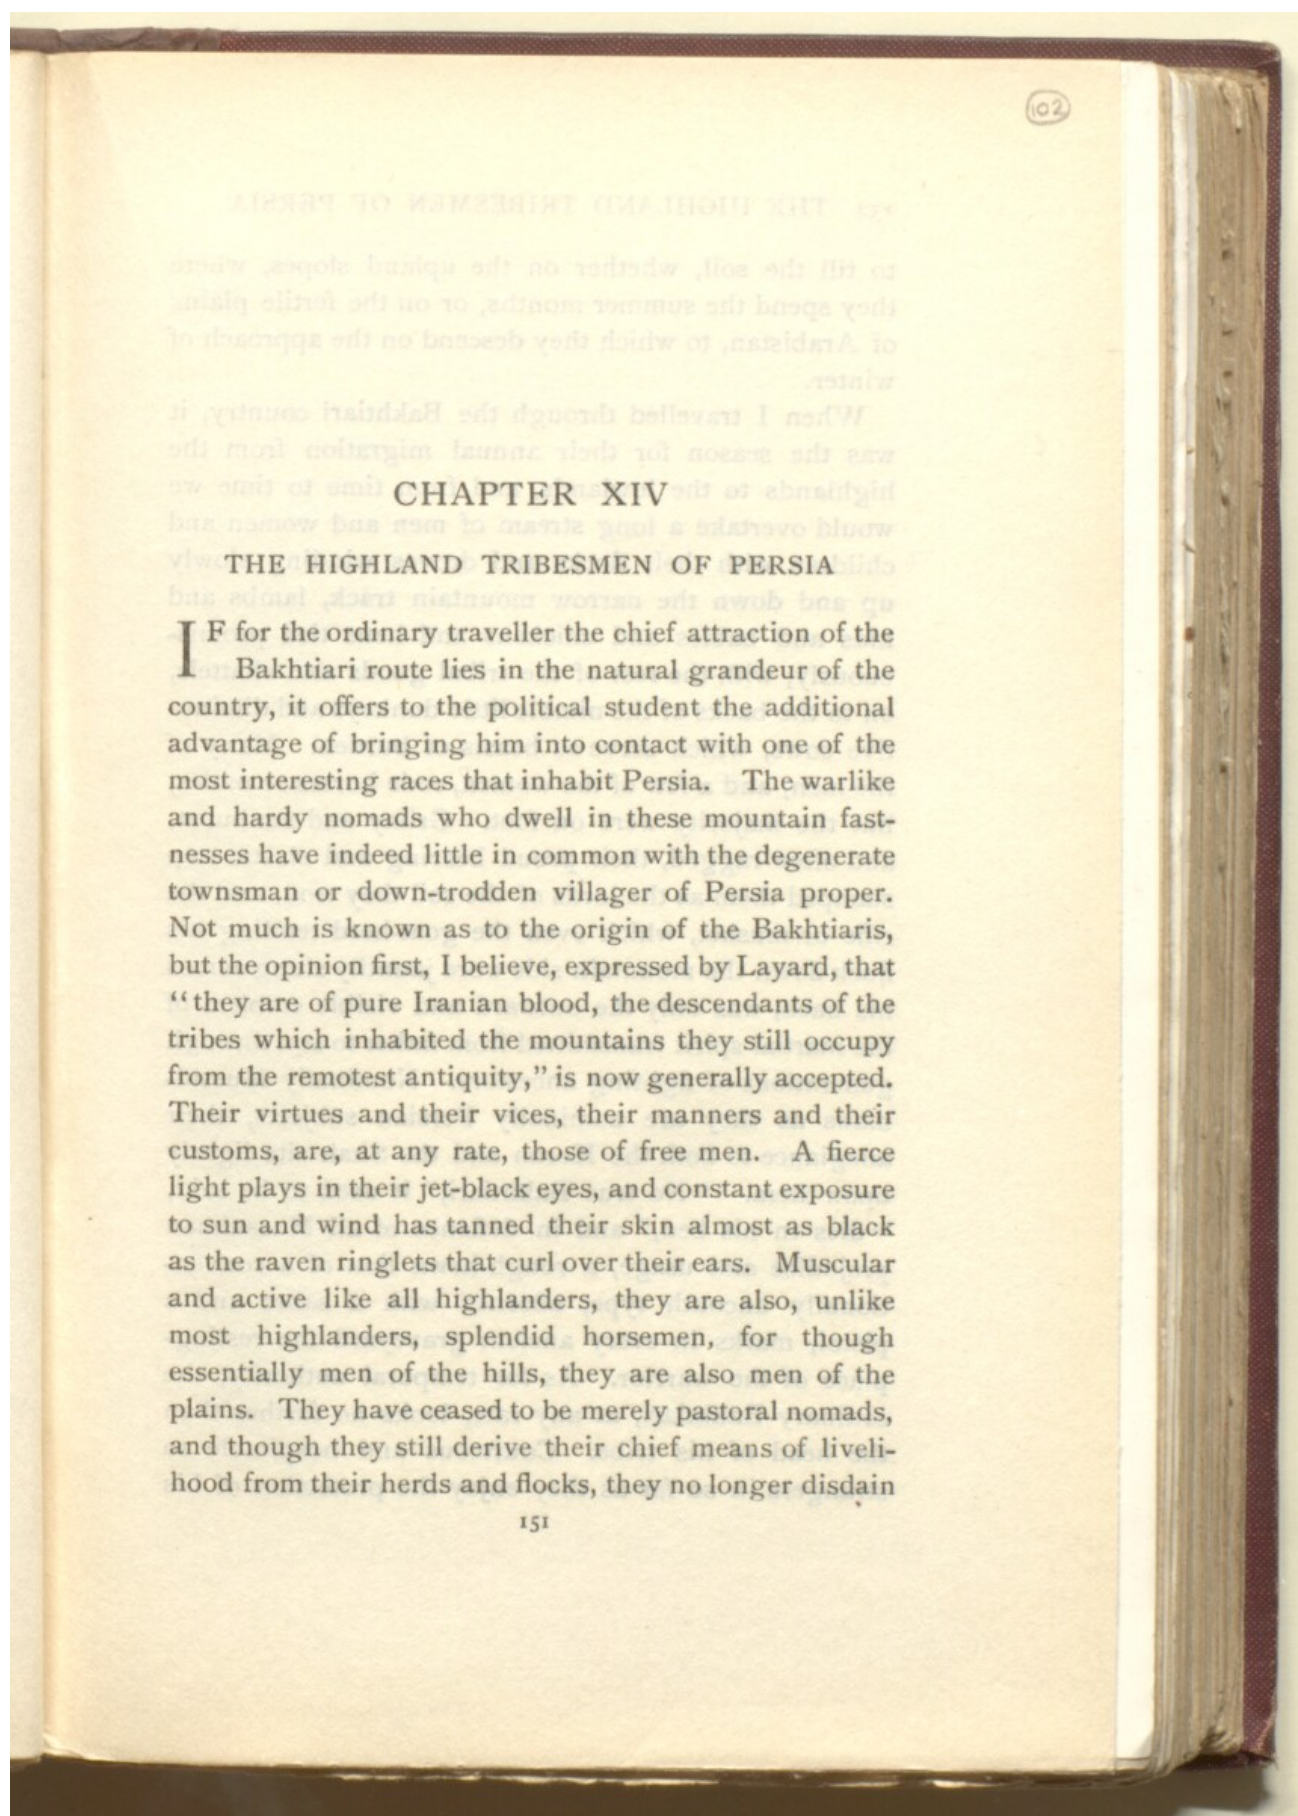 102
CHAPTER XIV
THE HIGHLAND TRIBESMEN OF PERSIA
IF for the ordinary traveller the chief attraction of the
Bakhtiari route lies in the natural grandeur of the
country, it offers to the political student the additional
advantage of bringing him into contact with one of the
most interesting races that inhabit Persia. The warlike
and hardy nomads who dwell in these mountain fast-
nesses have indeed little in common with the degenerate
townsman or down-trodden villager of Persia proper.
Not much is known as to the origin of the Bakhtiaris,
but the opinion first, I believe, expressed by Layard, that
“they are of pure Iranian blood, the descendants of the
tribes which inhabited the mountains they still occupy
from the remotest antiquity,” is now generally accepted.
Their virtues and their vices, their manners and their
customs, are, at any rate, those of free men. A fierce
light plays in their jet-black eyes, and constant exposure
to sun and wind has tanned their skin almost as black
as the raven ringlets that curl over their ears. Muscular
and active like all highlanders, they are also, unlike
most highlanders, splendid horsemen, for though
essentially men of the hills, they are also men of the
plains. They have ceased to be merely pastoral nomads,
and though they still derive their chief means of liveli-
hood from their herds and flocks, they no longer disdain
151